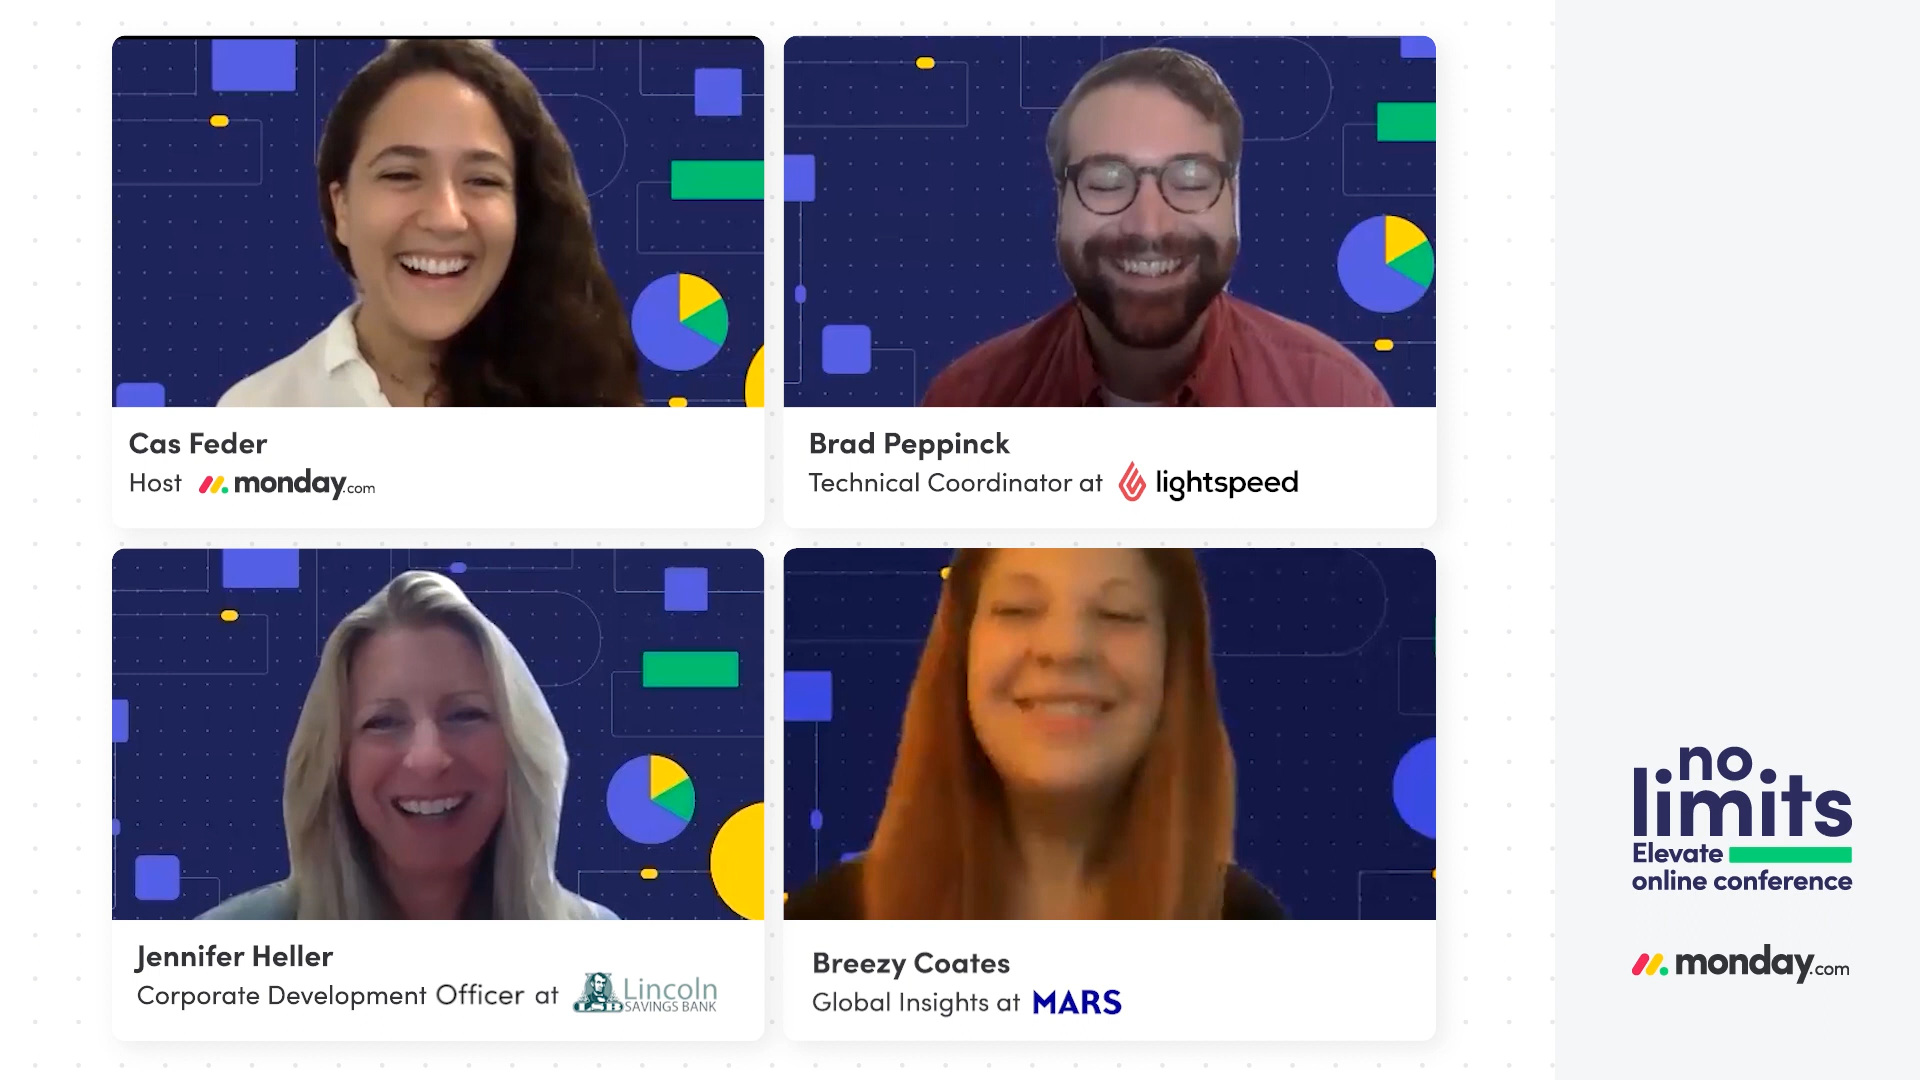 Cas Feder
Host monday.com
Brad Peppinck
Technical Coordinator at lightspeed
Jennifer Heller
Corporate Development Officer at Lincoln
SAVINGS BANK
LSB
Breezy Coates
Global Insights at MARS
no
limits
Elevate
online conference
monday.com